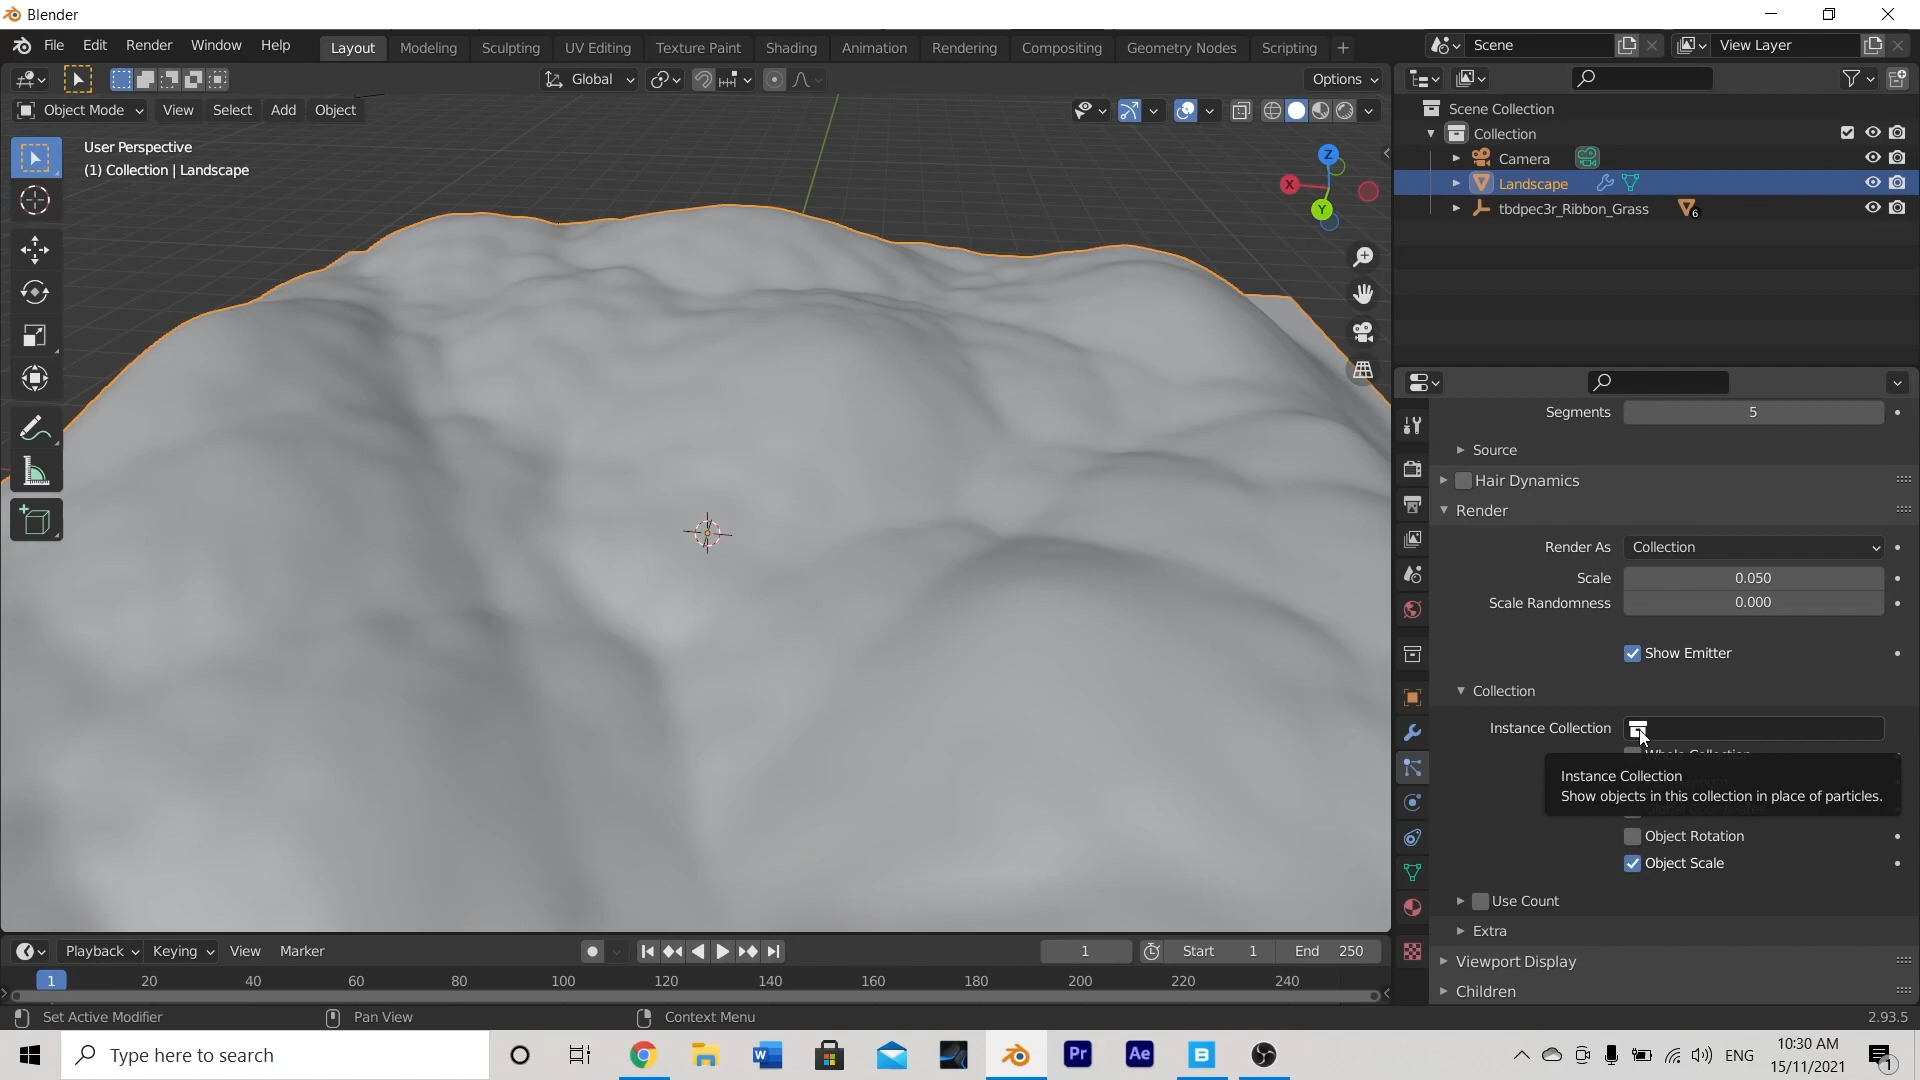 Blender
File Edit Render Window Help Layout Modeling Sculpting UV Editing Texture Paint Shading Animation Rendering Compositing Geometry Nodes Scripting + Scene View Layer
Global Options
Object Mode View Select Add Object
User Perspective
(1) Collection | Landscape
Z
X
Y
Scene Collection
Collection
Camera
Landscape
tbdpec3r_Ribbon_Grass 6
Segments 5
Source
Hair Dynamics
Render
Render As Collection
Scale 0.050
Scale Randomness 0.000
Show Emitter
Collection
Instance Collection
Instance Collection
Show objects in this collection in place of particles.
Object Rotation
Object Scale
Use Count
Extra
Viewport Display
Children
Playback Keying View Marker 1 Start 1 End 250
1 20 40 60 80 100 120 140 160 180 200 220 240
Set Active Modifier Pan View Context Menu 2.93.5
Type here to search
Pr Ae
ENG
10:30 AM
15/11/2021
1